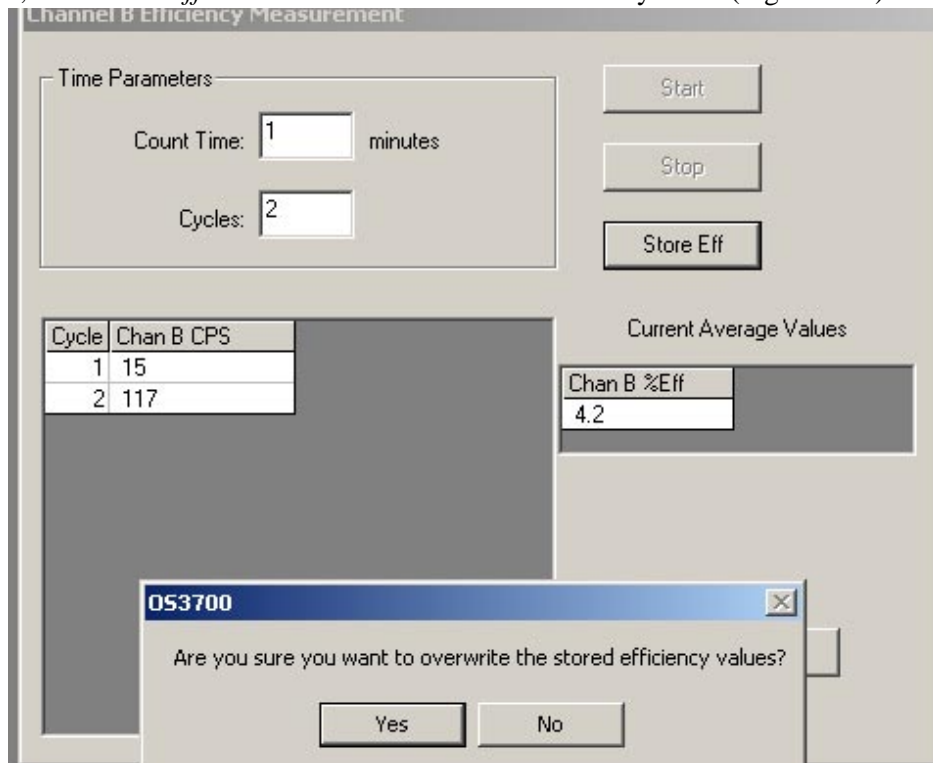 Channel B Efficiency Measurement
Time Parameters
Start
Count Time: 1 minutes
Stop
Cycles: 2
Store Eff
Current Average Values
Cycle Chan B CPS
1 15
2 117
Chan B %Eff
4.2
OS3700
Are you sure you want to overwrite the stored efficiency values?
Yes No